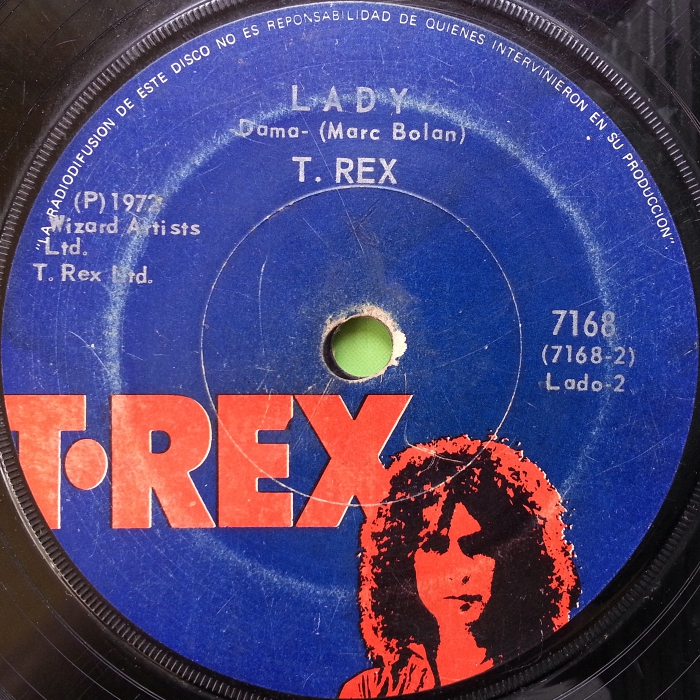 "LA RADIODIFUSION DE ESTE DISCO NO ES REPONSABILIDAD DE QUIENES INTERVINIERON EN SU PRODUCCION"
LADY
Dama- (Marc Bolan)
T. REX
(P) 1972
Wizard Artists
Ltd.
T. Rex Ltd.
7168
(7168-2)
Lado-2
T·REX